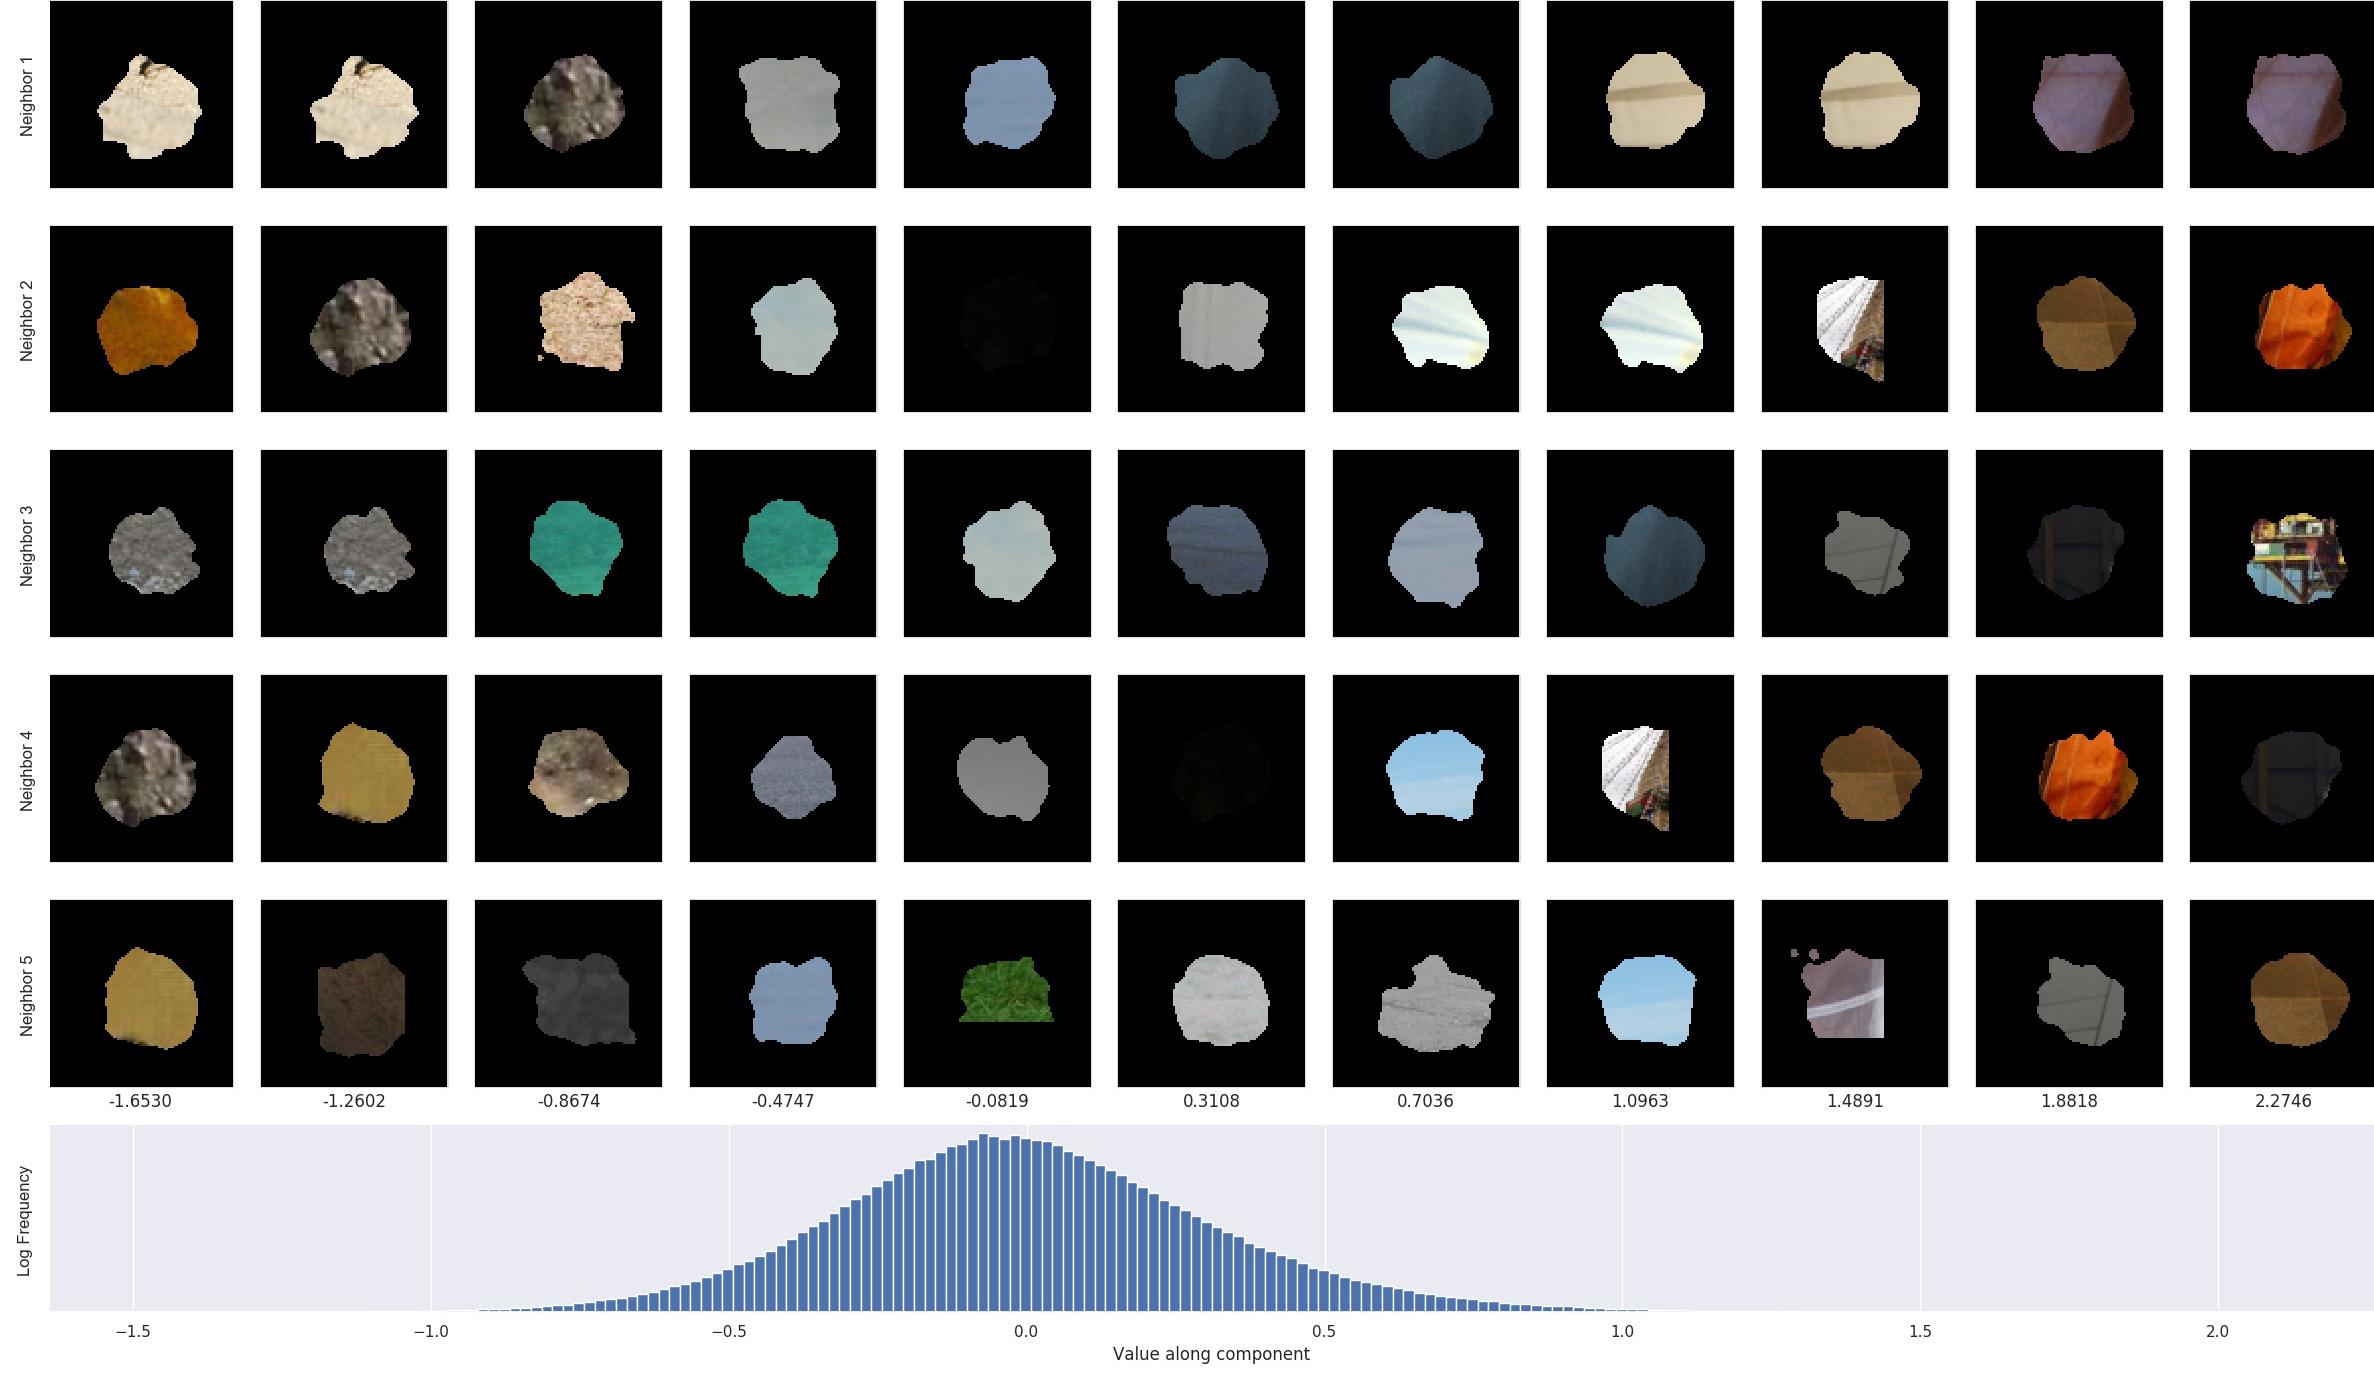 Neighbor 1
Neighbor 2
Neighbor 3
Neighbor 4
Neighbor 5
-1.6530 -1.2602 -0.8674 -0.4747 -0.0819 0.3108 0.7036 1.0963 1.4891 1.8818 2.2746
Log Frequency
−1.5 −1.0 −0.5 0.0 0.5 1.0 1.5 2.0
Value along component